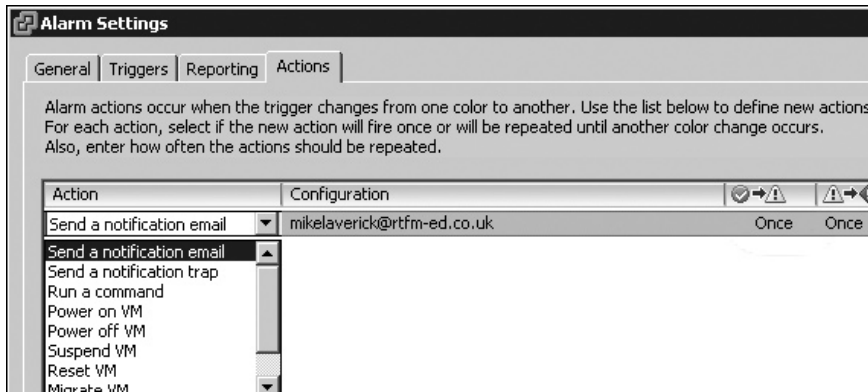 Alarm Settings
General Triggers Reporting Actions
Alarm actions occur when the trigger changes from one color to another. Use the list below to define new actions
For each action, select if the new action will fire once or will be repeated until another color change occurs.
Also, enter how often the actions should be repeated.
Action Configuration
Send a notification email mikelaverick@rtfm-ed.co.uk Once Once
Send a notification email
Send a notification trap
Run a command
Power on VM
Power off VM
Suspend VM
Reset VM
Migrate VM